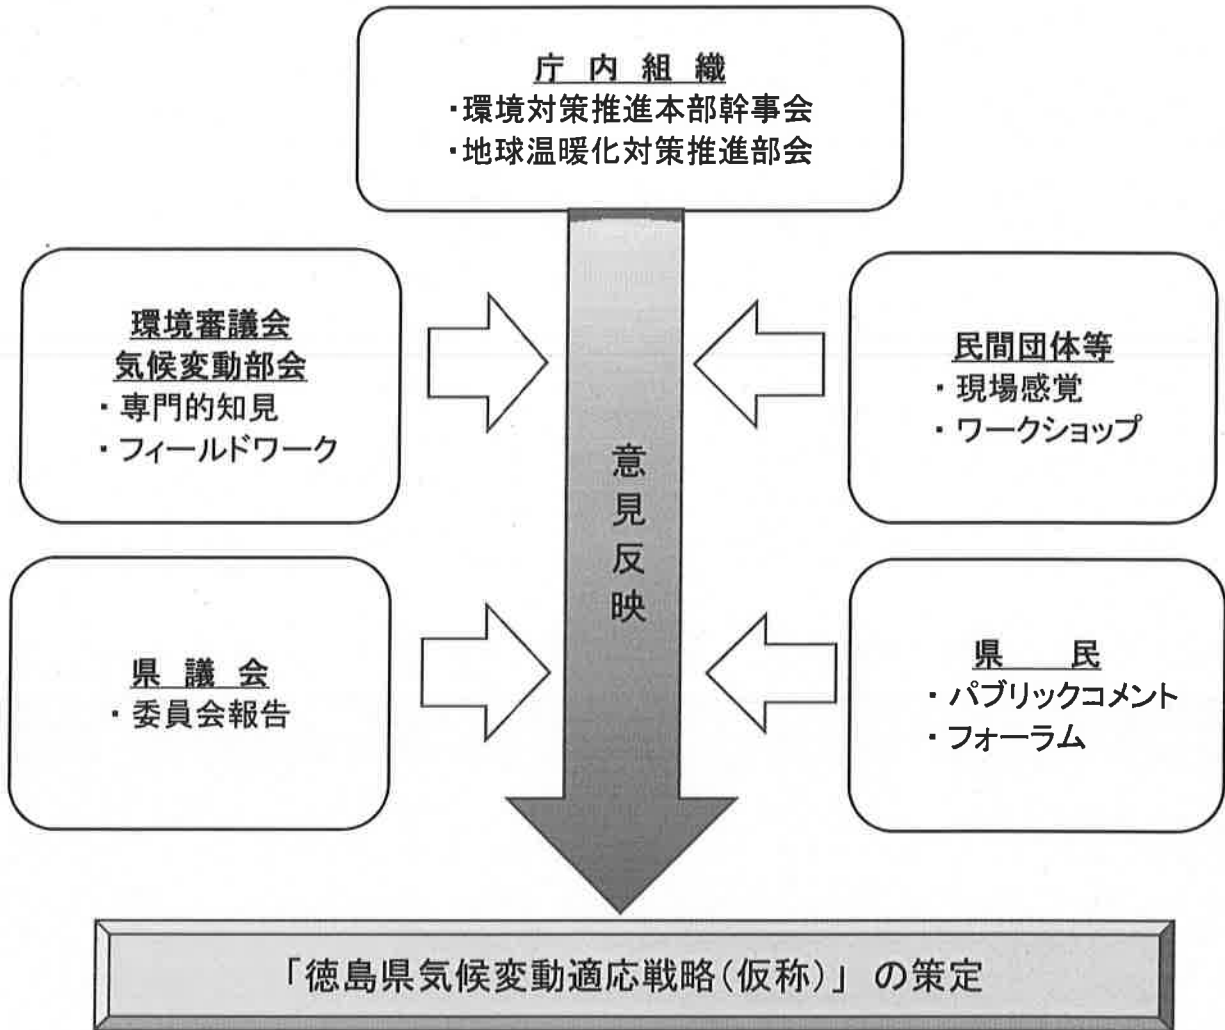 庁内組織
・環境対策推進本部幹事会
・地球温暖化対策推進部会
環境審議会
気候変動部会
・専門的知見
・フィールドワーク
民間団体等
・現場感覚
・ワークショップ
意見反映
県議会
・委員会報告
県民
・パブリックコメント
・フォーラム
「徳島県気候変動適応戦略(仮称)」の策定